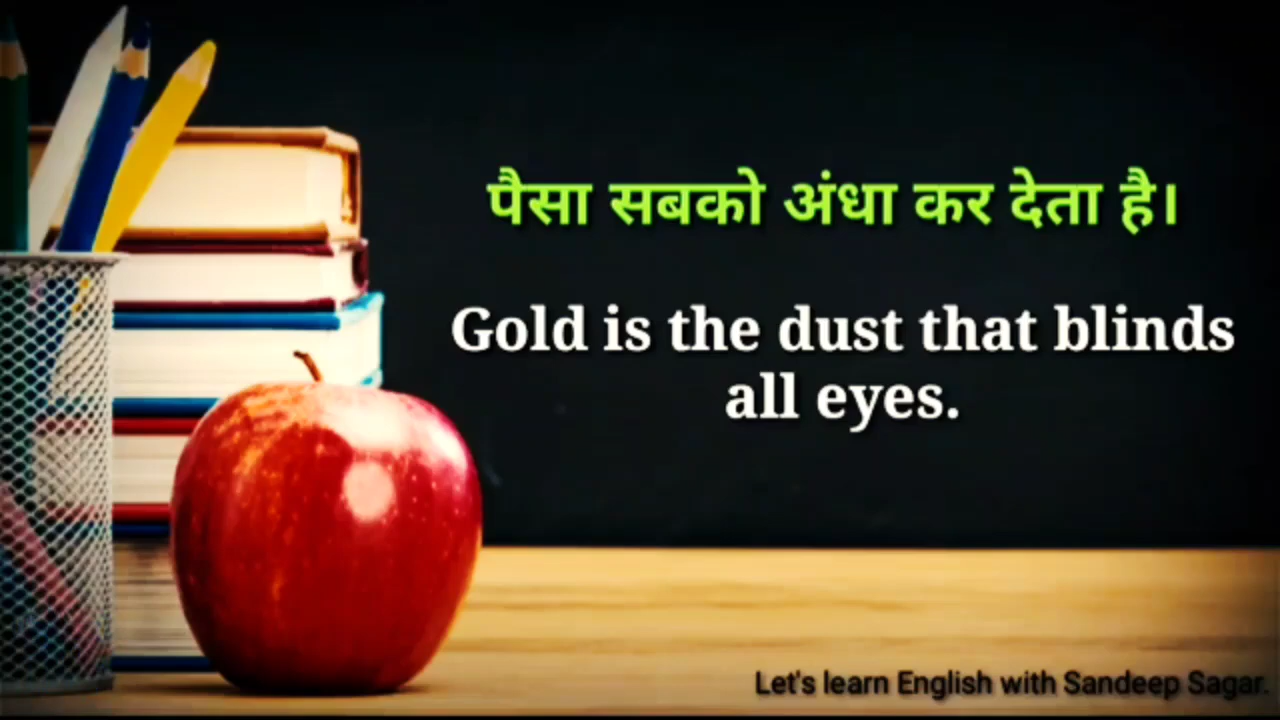 पैसा सबको अंधा कर देता है।
Gold is the dust that blinds
all eyes.
Let's learn English with Sandeep Sagar.